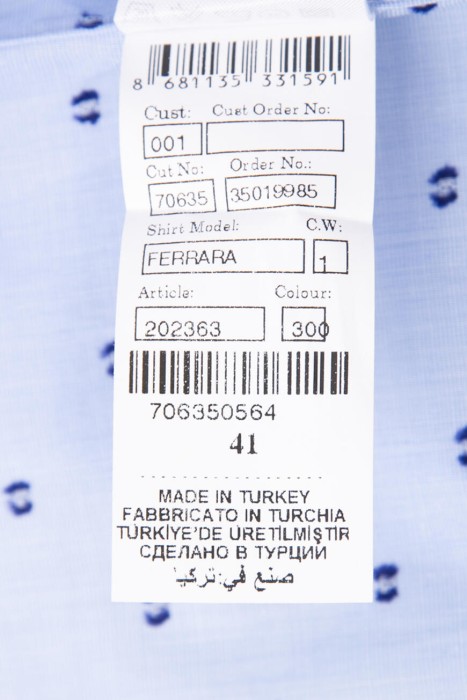 8 681135 331591
Cust: Cust Order No:
001
Cut No: Order No.:
70635 35019985
Shirt Model: C.W:
FERRARA 1
Article: Colour:
202363 300
706350564
41
MADE IN TURKEY
FABBRICATO IN TURCHIA
TÜRKİYE'DE ÜRETİLMİŞTİR
СДЕЛАНО В ТУРЦИИ
صنع في:تركيا